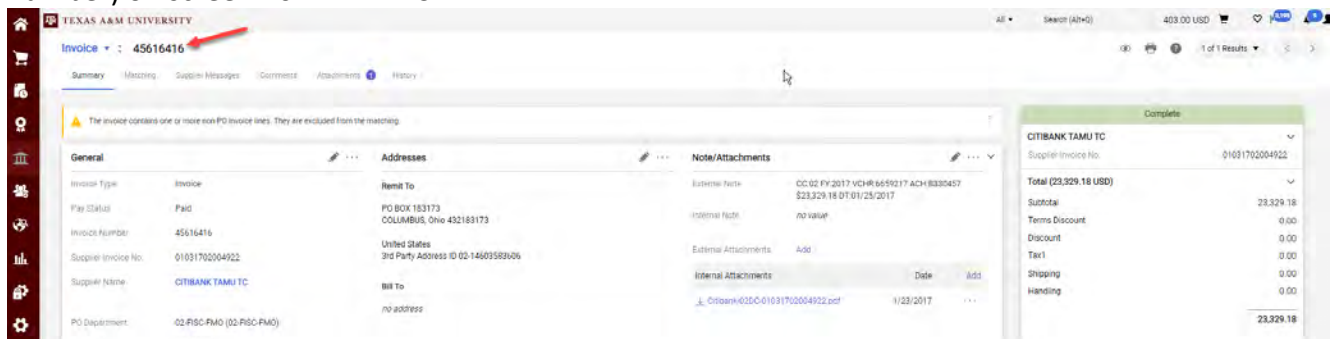 TEXAS A&M UNIVERSITY
All
Search (Alt+Q)
403.00 USD
Invoice : 45616416
1 of 1 Results
Summary Matching Supplier Messages Comments Attachments 1 History
The invoice contains one or more non-PO invoice lines. They are excluded from the matching.
Complete
General
Invoice Type Invoice
Pay Status Paid
Invoice Number 45616416
Supplier Invoice No. 01031702004922
Supplier Name CITIBANK TAMU TC
PO Department 02-FISC-FMO (02-FISC-FMO)
Addresses
Remit To
PO BOX 183173
COLUMBUS, Ohio 432183173
United States
3rd Party Address ID 02-14603583606
Bill To
no address
Note/Attachments
External Note CC:02 FY:2017 VCHR:6659217 ACH:B330457
$23,329.18 DT:01/25/2017
Internal Note no value
External Attachments Add
Internal Attachments Date Add
Citibank-02DC-01031702004922.pdf 1/23/2017
CITIBANK TAMU TC
Supplier Invoice No. 01031702004922
Total (23,329.18 USD)
Subtotal 23,329.18
Terms Discount 0.00
Discount 0.00
Tax1 0.00
Shipping 0.00
Handling 0.00
23,329.18